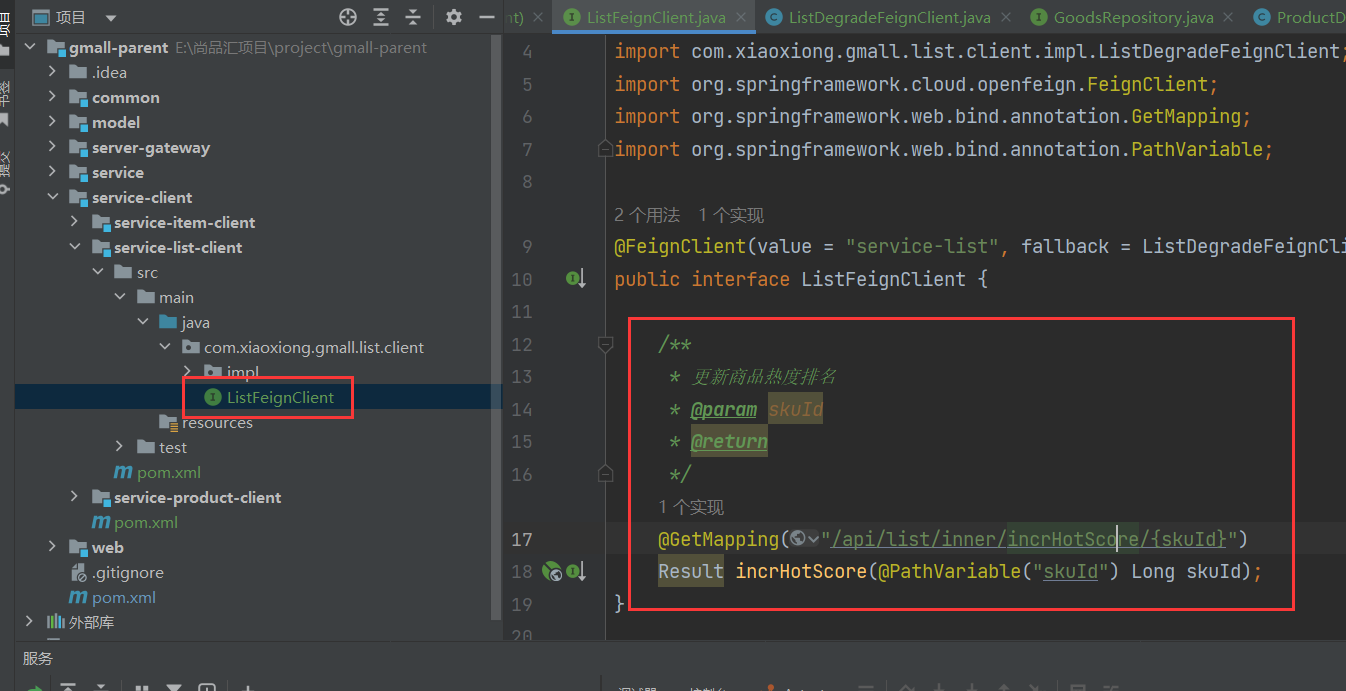 项目
nt)
ListFeignClient.java
ListDegradeFeignClient.java
GoodsRepository.java
ProductD
项目
书签
提交
gmall-parent E:\尚品汇项目\project\gmall-parent
.idea
common
model
server-gateway
service
service-client
service-item-client
service-list-client
src
main
java
com.xiaoxiong.gmall.list.client
impl
ListFeignClient
resources
test
pom.xml
service-product-client
pom.xml
web
.gitignore
pom.xml
外部库
4 import com.xiaoxiong.gmall.list.client.impl.ListDegradeFeignClient;
5 import org.springframework.cloud.openfeign.FeignClient;
6 import org.springframework.web.bind.annotation.GetMapping;
7 import org.springframework.web.bind.annotation.PathVariable;
8
2 个用法 1 个实现
9 @FeignClient(value = "service-list", fallback = ListDegradeFeignCli
10 public interface ListFeignClient {
11
12 /**
13 * 更新商品热度排名
14 * @param skuId
15 * @return
16 */
1 个实现
17 @GetMapping("/api/list/inner/incrHotScore/{skuId}")
18 Result incrHotScore(@PathVariable("skuId") Long skuId);
19 }
20
服务